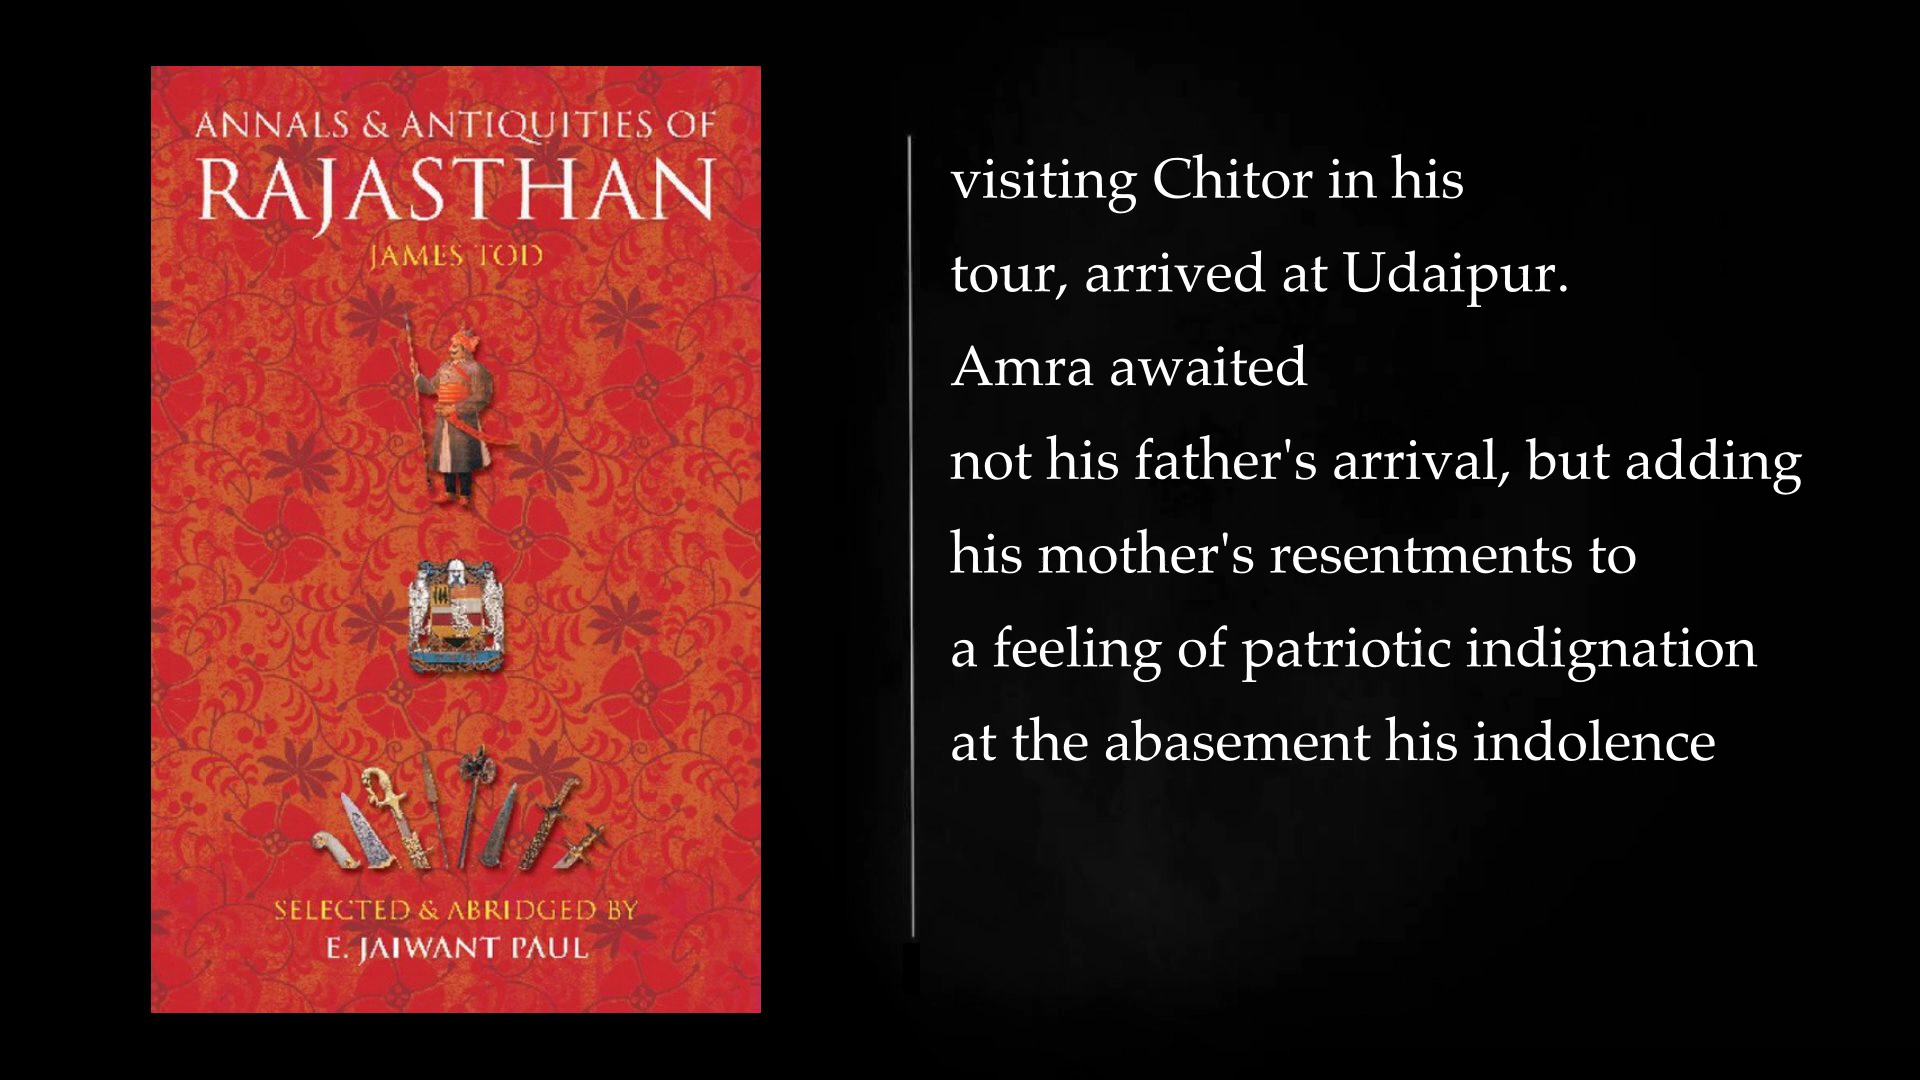 ANNALS & ANTIQUITIES OF
RAJASTHAN
JAMES TOD
SELECTED & ABRIDGED BY
E. JAIWANT PAUL
visiting Chitor in his
tour, arrived at Udaipur.
Amra awaited
not his father's arrival, but adding
his mother's resentments to
a feeling of patriotic indignation
at the abasement his indolence